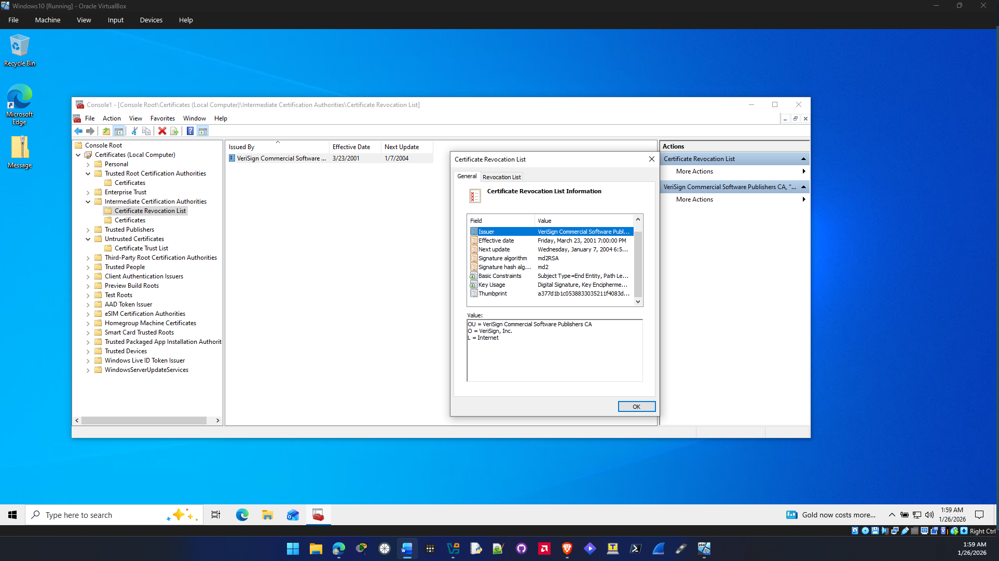 Windows10 [Running] - Oracle VirtualBox
File Machine View Input Devices Help
Recycle Bin
Microsoft
Edge
Message
Console1 - [Console Root\Certificates (Local Computer)\Intermediate Certification Authorities\Certificate Revocation List]
File Action View Favorites Window Help
Console Root
Certificates (Local Computer)
Personal
Trusted Root Certification Authorities
Certificates
Enterprise Trust
Intermediate Certification Authorities
Certificate Revocation List
Certificates
Trusted Publishers
Untrusted Certificates
Certificate Trust List
Third-Party Root Certification Authorities
Trusted People
Client Authentication Issuers
Preview Build Roots
Test Roots
AAD Token Issuer
eSIM Certification Authorities
Homegroup Machine Certificates
Smart Card Trusted Roots
Trusted Packaged App Installation Authorit
Trusted Devices
Windows Live ID Token Issuer
WindowsServerUpdateServices
Issued By Effective Date Next Update
VeriSign Commercial Software ... 3/23/2001 1/7/2004
Certificate Revocation List
General Revocation List
Certificate Revocation List Information
Field Value
Issuer VeriSign Commercial Software Publ...
Effective date Friday, March 23, 2001 7:00:00 PM
Next update Wednesday, January 7, 2004 6:5...
Signature algorithm md2RSA
Signature hash alg... md2
Basic Constraints Subject Type=End Entity, Path Le...
Key Usage Digital Signature, Key Encipherme...
Thumbprint a377d1b1c0538833035211f4083d...
Value:
OU = VeriSign Commercial Software Publishers CA
O = VeriSign, Inc.
L = Internet
OK
Actions
Certificate Revocation List
More Actions
VeriSign Commercial Software Publishers CA, "...
More Actions
Type here to search
Gold now costs more...
1:59 AM
1/26/2026
Right Ctrl
1:59 AM
1/26/2026